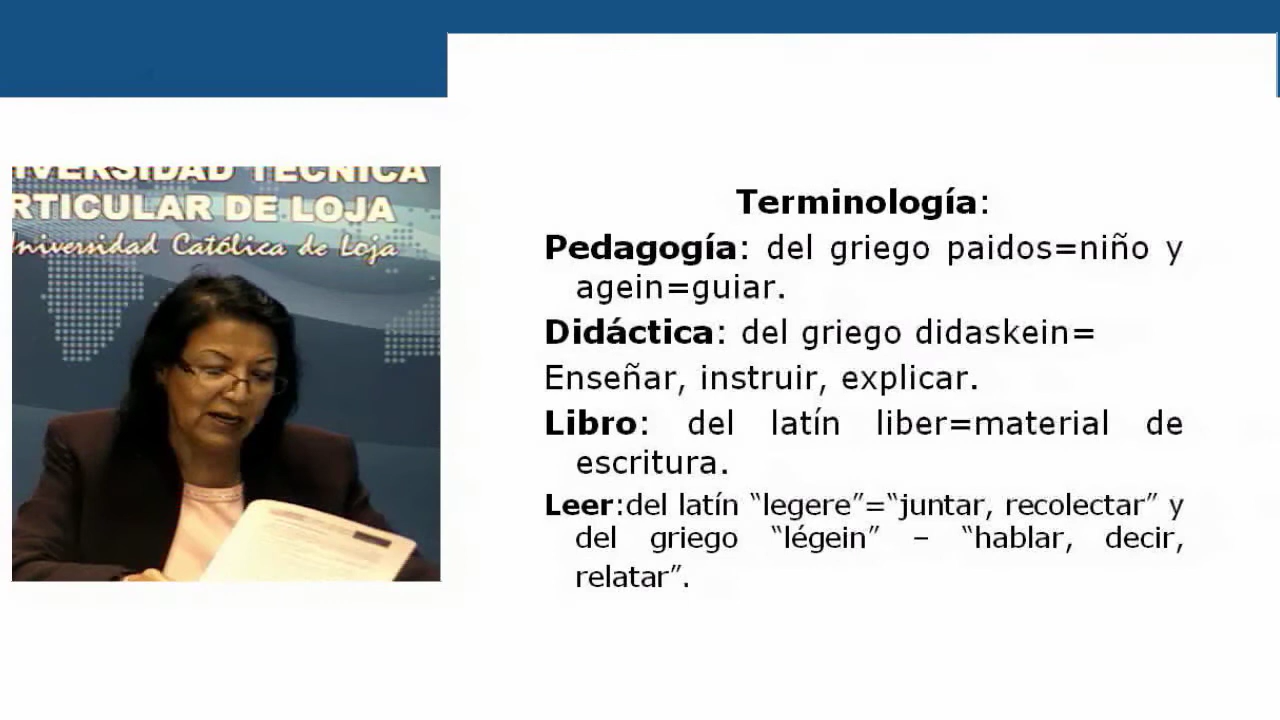 IVERSIDAD TÉCNICA
RTICULAR DE LOJA
Universidad Católica de Loja
Terminología:
Pedagogía: del griego paidos=niño y
agein=guiar.
Didáctica: del griego didaskein=
Enseñar, instruir, explicar.
Libro: del latín liber=material de
escritura.
Leer:del latín “legere”=“juntar, recolectar” y
del griego “légein” – “hablar, decir,
relatar”.